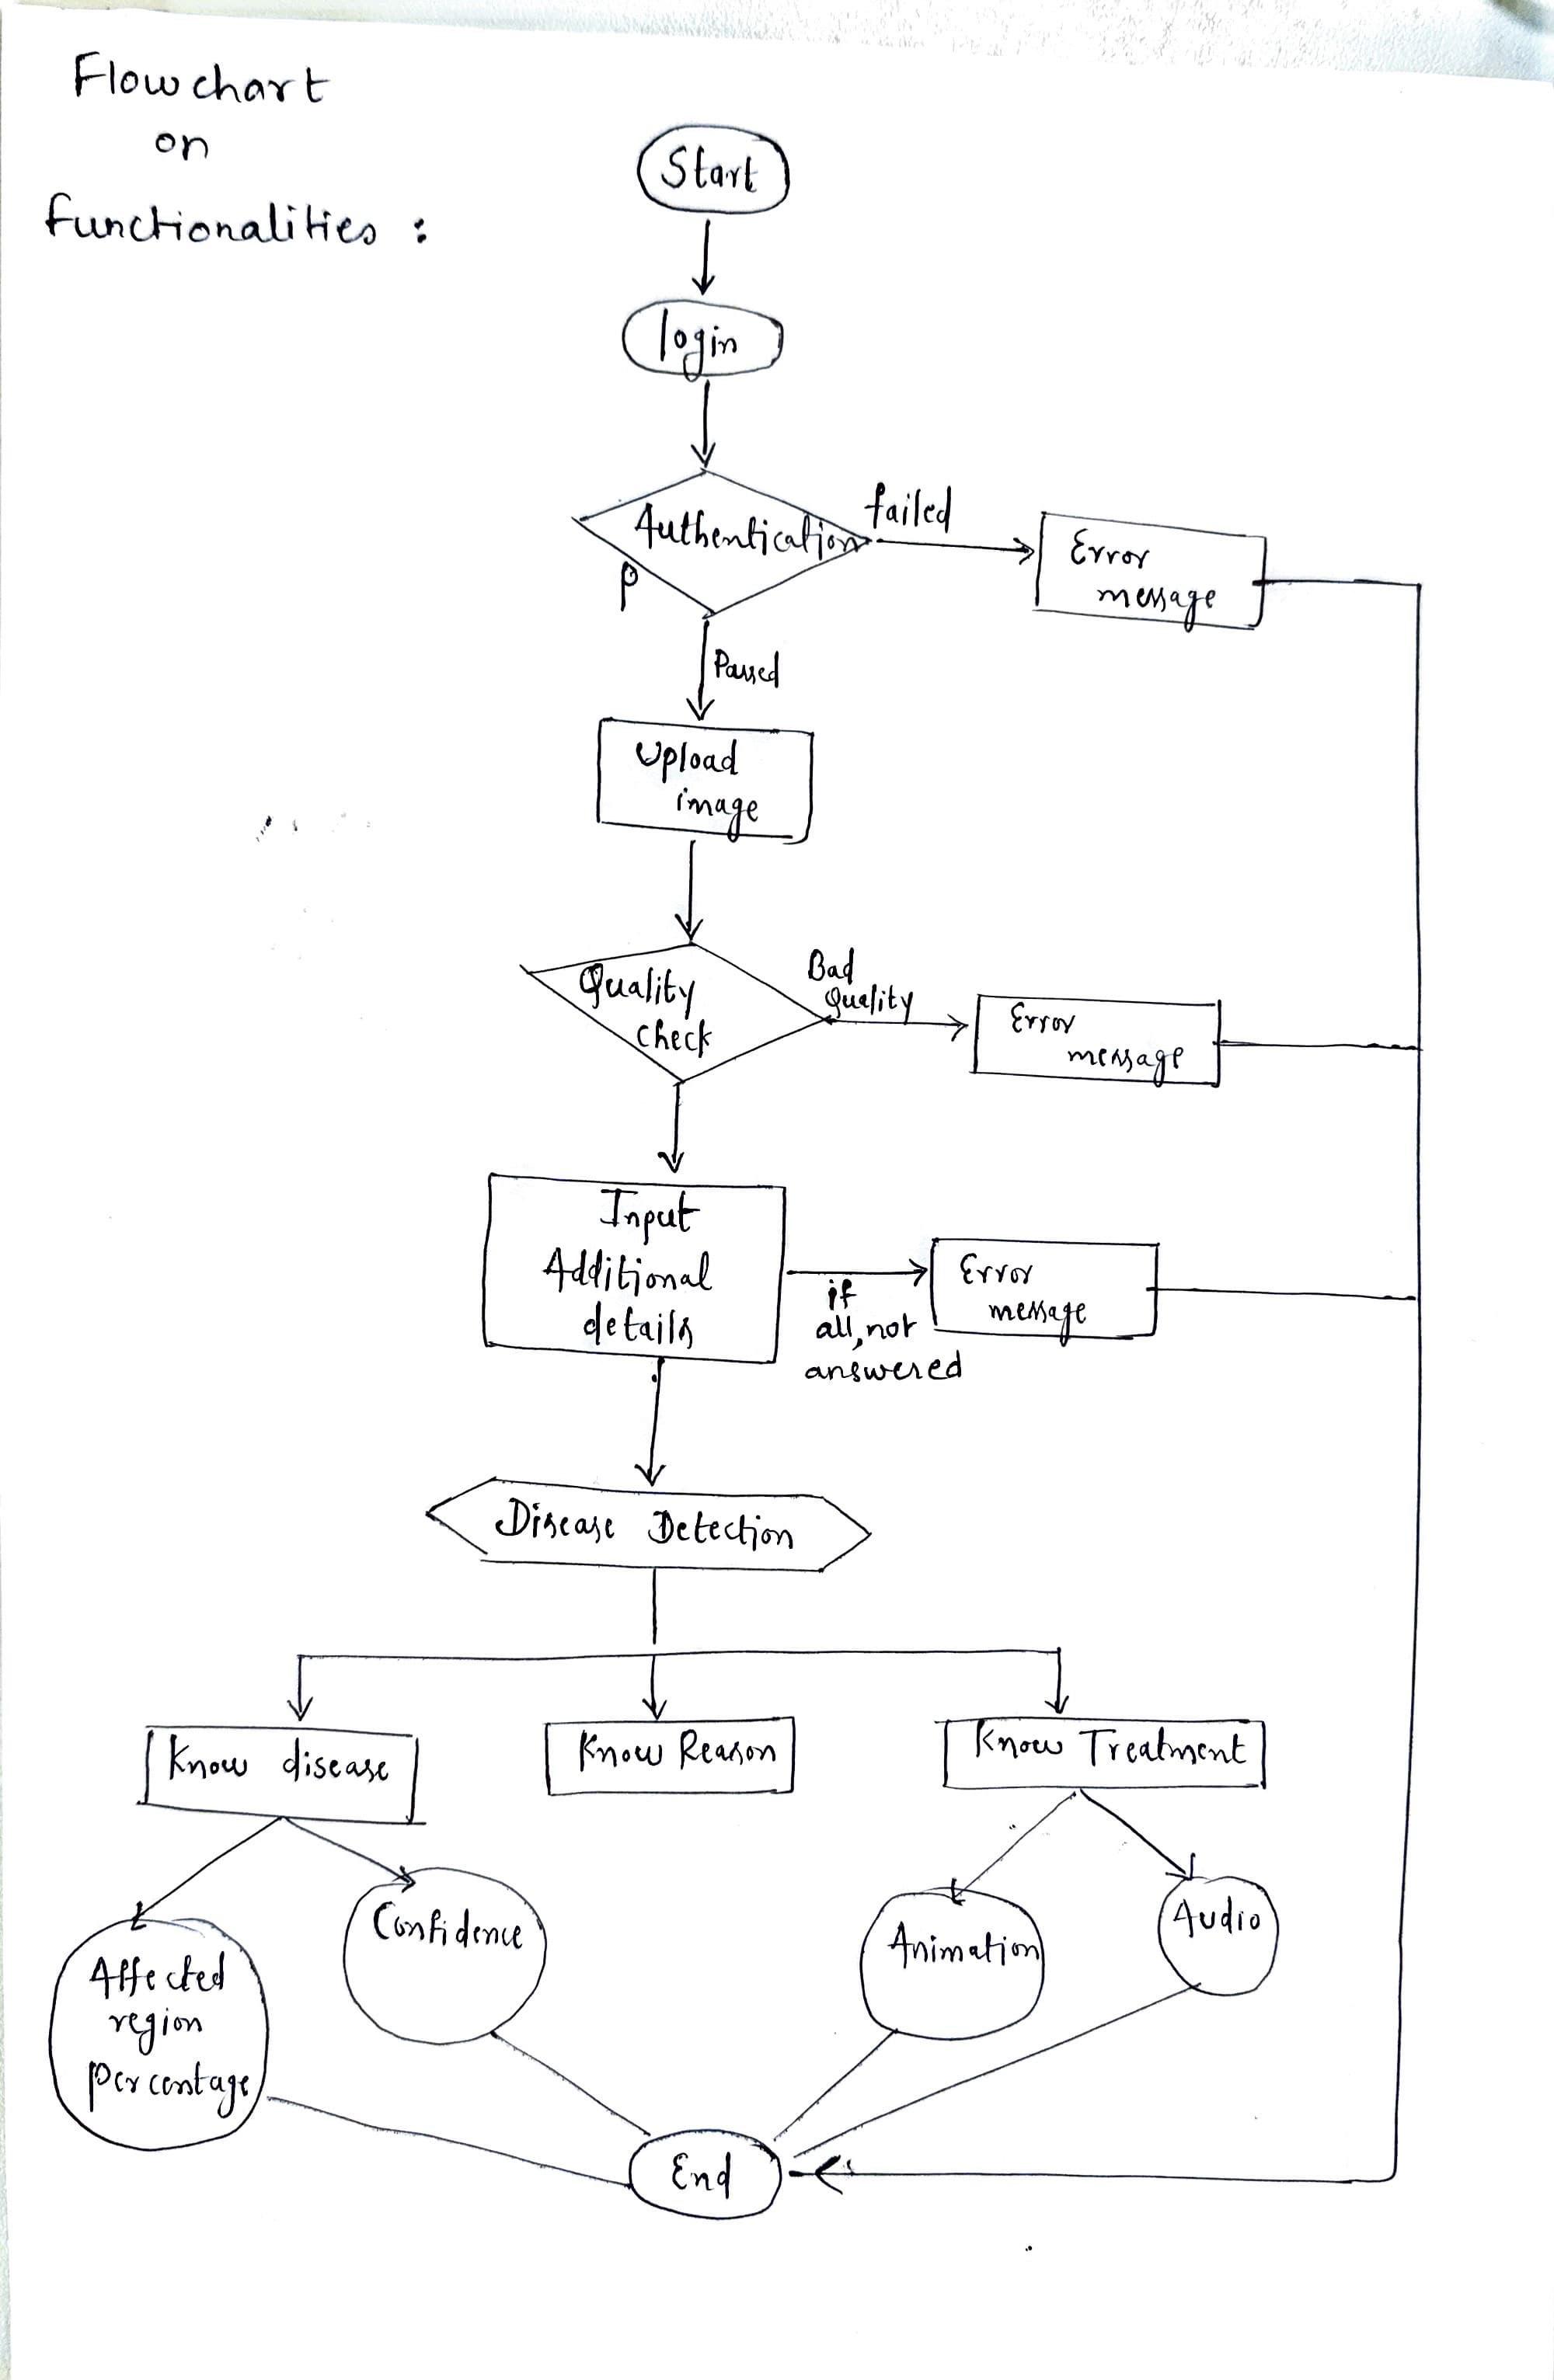 Flowchart
on
functionalities :
Start
login
Authentication
failed
Error
message
P
Passed
Upload
image
Quality
check
Bad
Quality
Error
message
Input
Additional
details
if
all, not
answered
Error
message
Disease Detection
Know disease
Know Reason
Know Treatment
Affected
region
percentage
Confidence
Animation
Audio
End